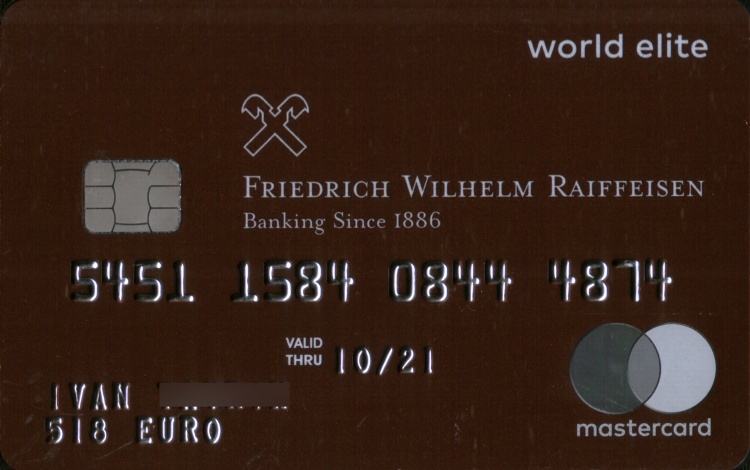 world elite
FRIEDRICH WILHELM RAIFFEISEN
Banking Since 1886
5451 1584 0844 4874
VALID
THRU 10/21
IVAN
518 EURO
mastercard